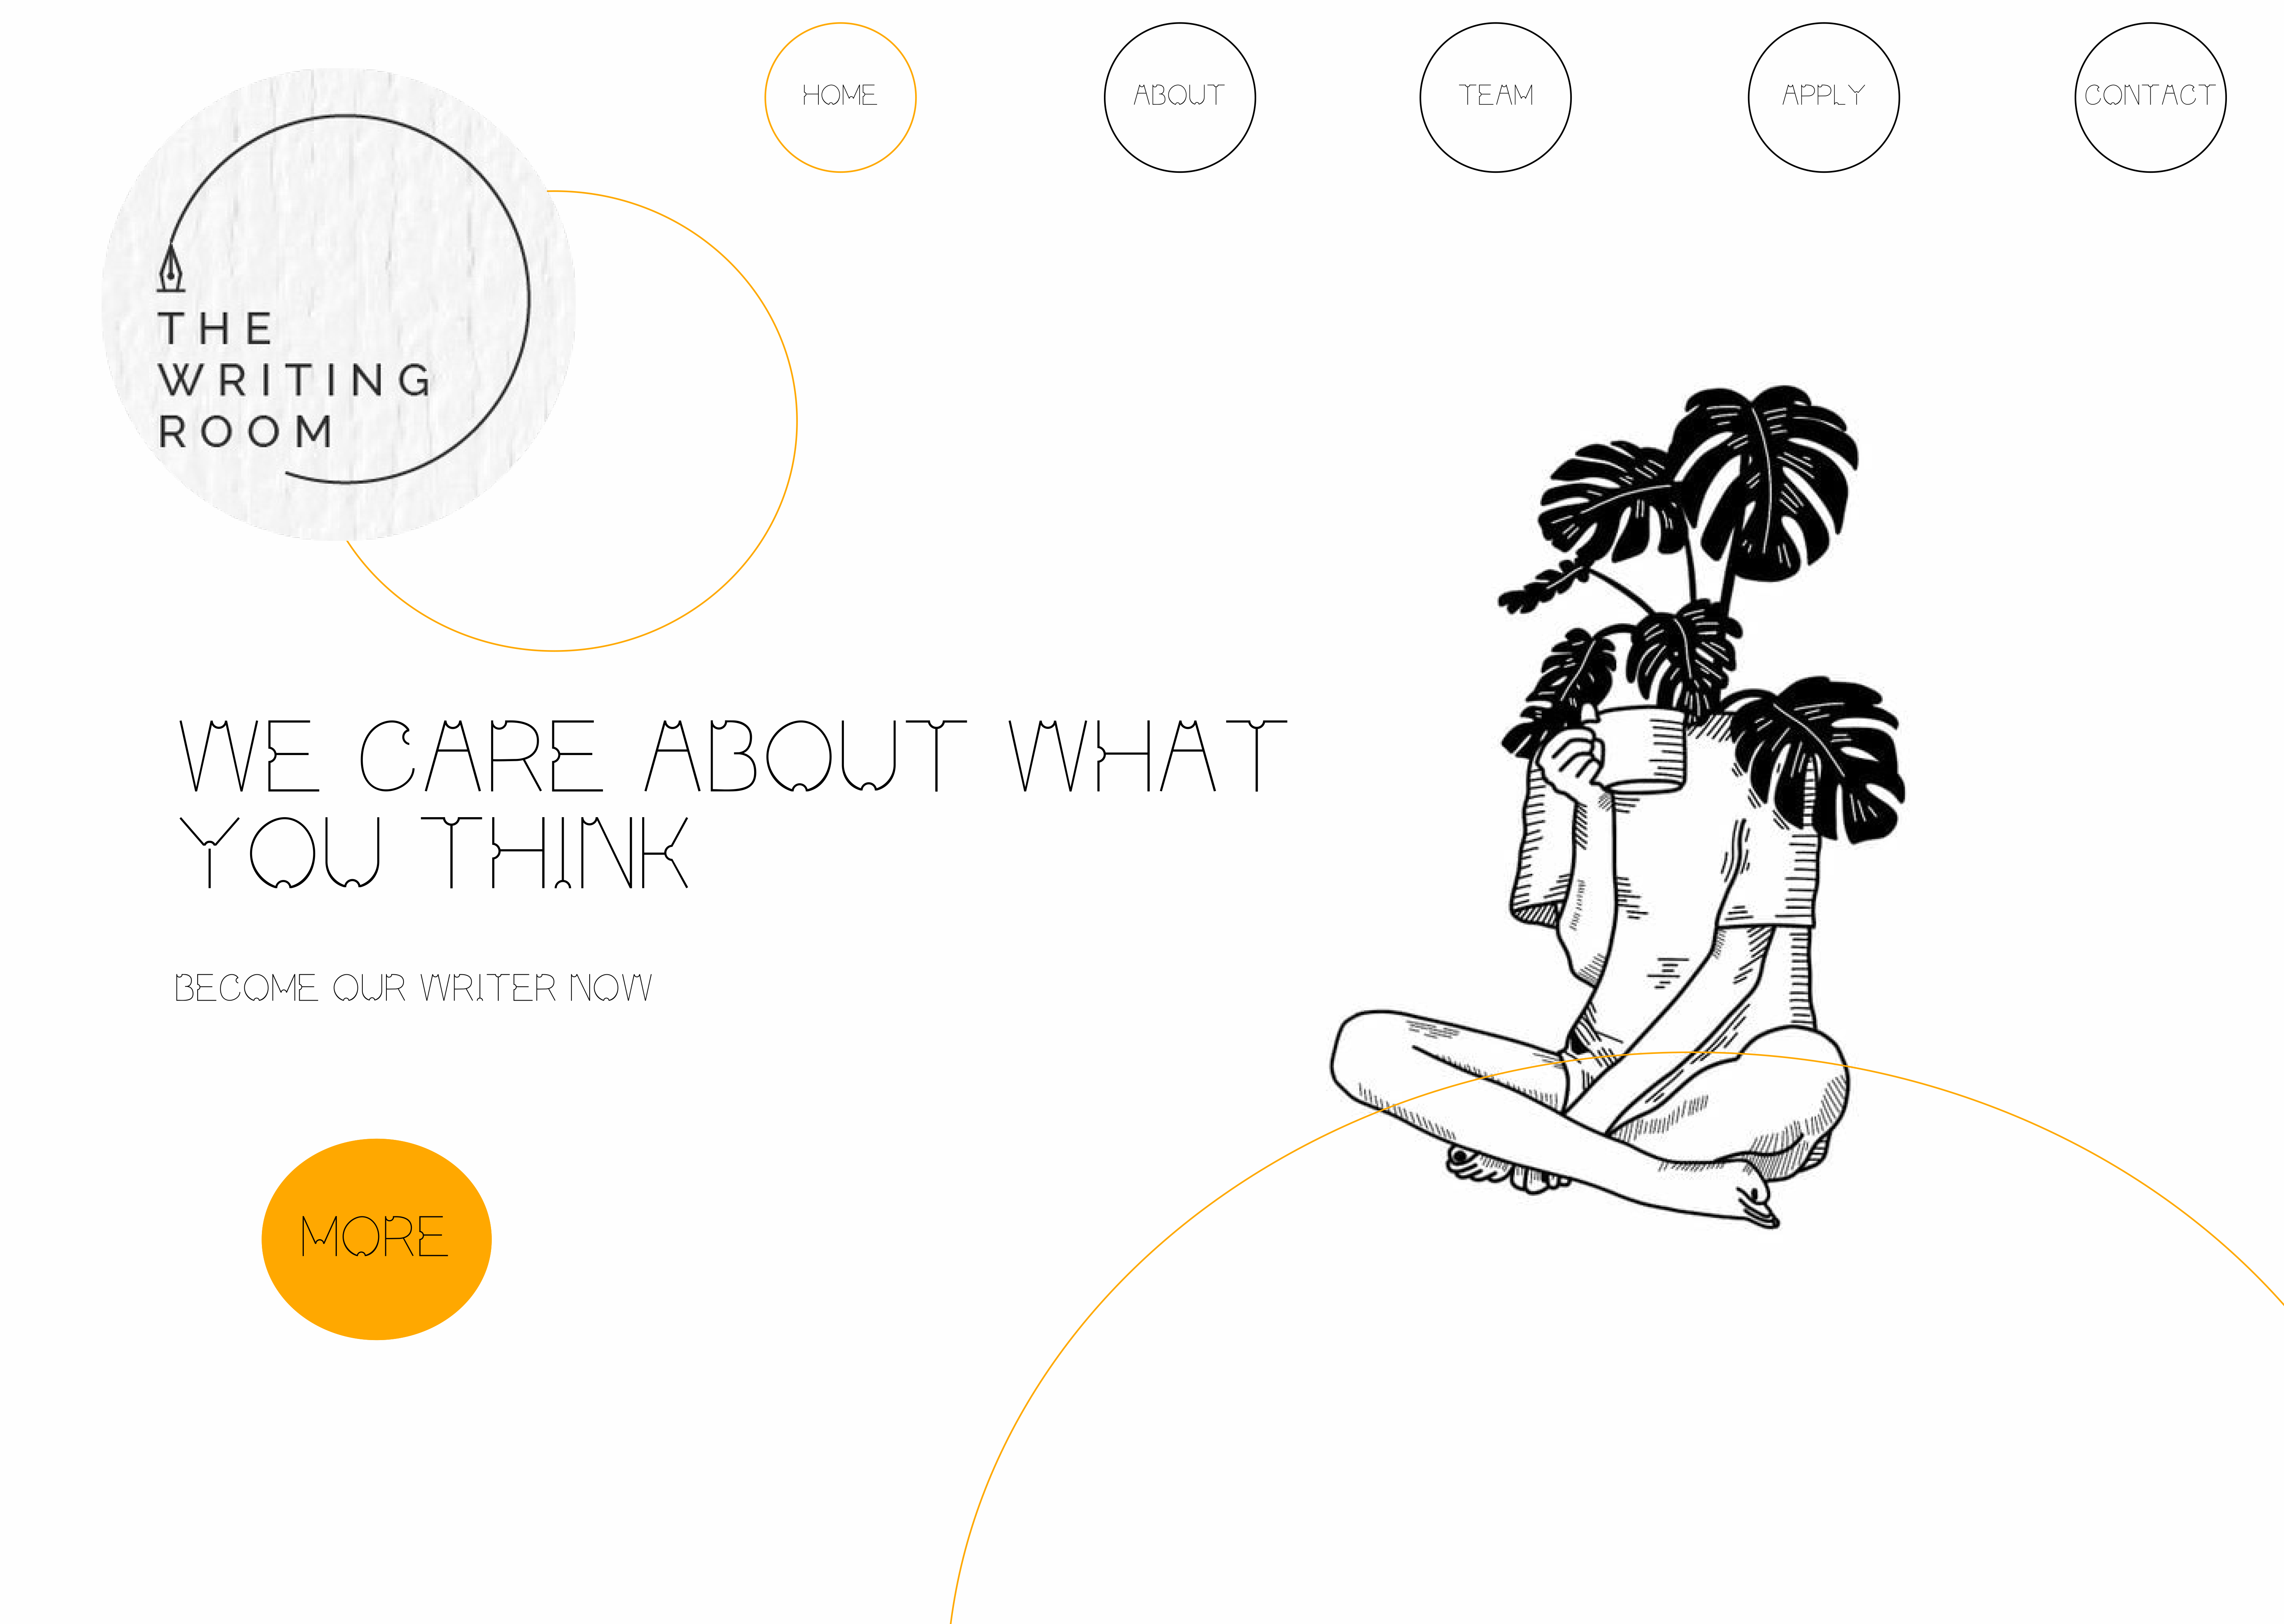 HOME
ABOUT
TEAM
APPLY
CONTACT
THE
WRITING
ROOM
WE CARE ABOUT WHAT
YOU THINK
BECOME OUR WRITER NOW
MORE